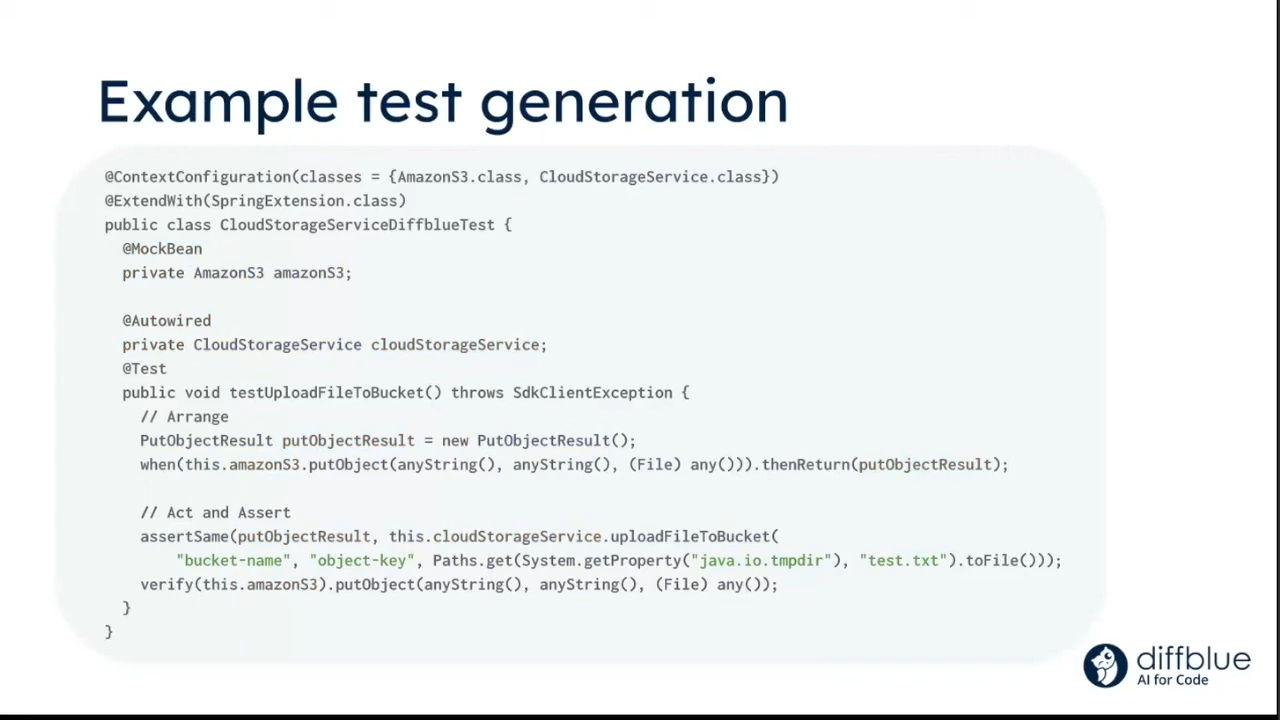 Example test generation
@ContextConfiguration(classes = {AmazonS3.class, CloudStorageService.class})
@ExtendWith(SpringExtension.class)
public class CloudStorageServiceDiffblueTest {
@MockBean
private AmazonS3 amazonS3;
@Autowired
private CloudStorageService cloudStorageService;
@Test
public void testUploadFileToBucket() throws SdkClientException {
// Arrange
PutObjectResult putObjectResult = new PutObjectResult();
when(this.amazonS3.putObject(anyString(), anyString(), (File) any())).thenReturn(putObjectResult);
// Act and Assert
assertSame(putObjectResult, this.cloudStorageService.uploadFileToBucket(
"bucket-name", "object-key", Paths.get(System.getProperty("java.io.tmpdir"), "test.txt").toFile()));
verify(this.amazonS3).putObject(anyString(), anyString(), (File) any());
}
}
diffblue
AI for Code